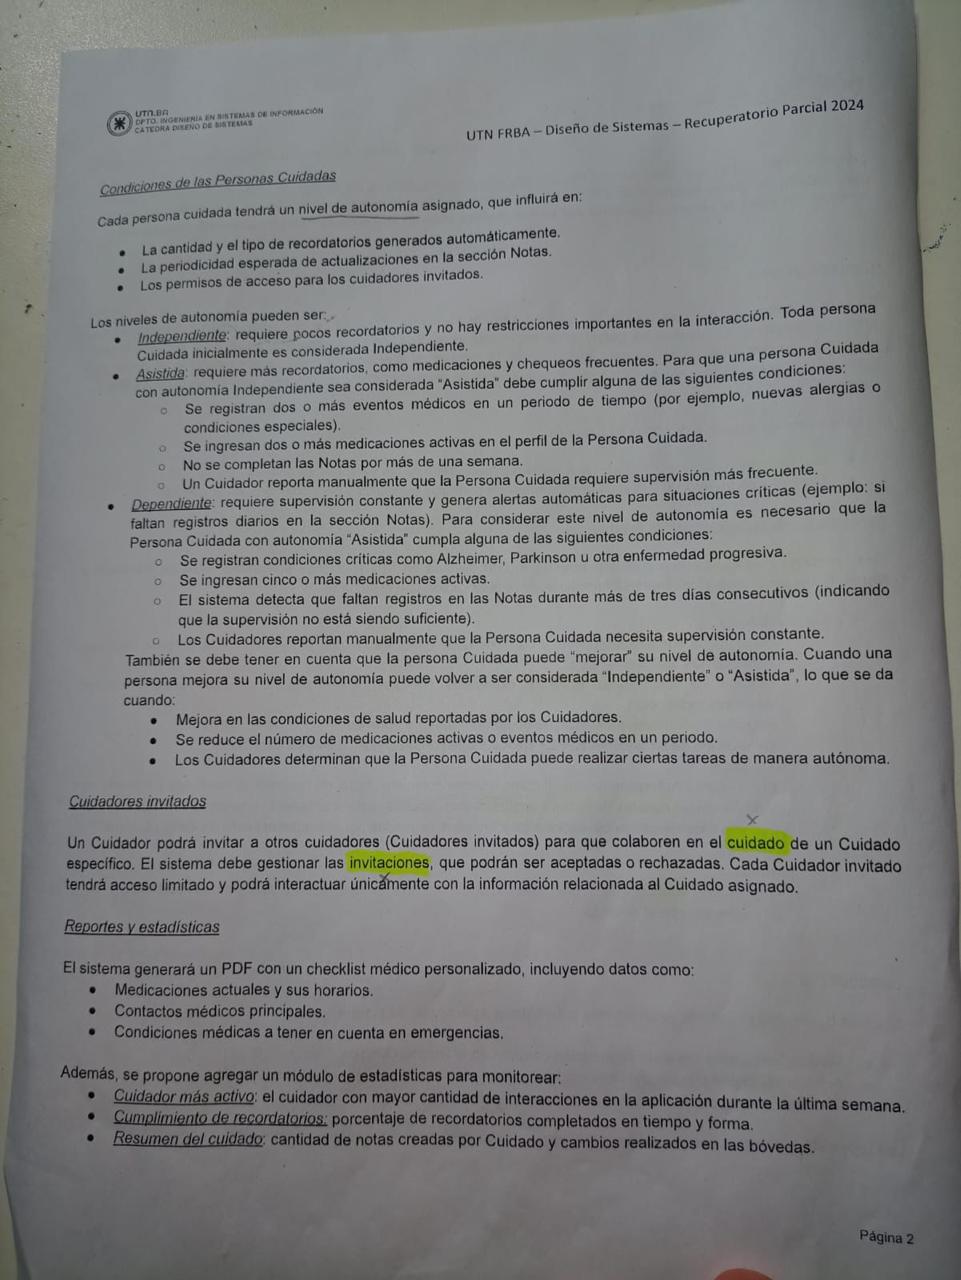 UTN.BA
DPTO. INGENIERÍA EN SISTEMAS DE INFORMACIÓN
CÁTEDRA DISEÑO DE SISTEMAS
UTN FRBA – Diseño de Sistemas – Recuperatorio Parcial 2024
Condiciones de las Personas Cuidadas
Cada persona cuidada tendrá un nivel de autonomía asignado, que influirá en:
• La cantidad y el tipo de recordatorios generados automáticamente.
• La periodicidad esperada de actualizaciones en la sección Notas.
• Los permisos de acceso para los cuidadores invitados.
Los niveles de autonomía pueden ser:
• Independiente: requiere pocos recordatorios y no hay restricciones importantes en la interacción. Toda persona
Cuidada inicialmente es considerada Independiente.
• Asistida: requiere más recordatorios, como medicaciones y chequeos frecuentes. Para que una persona Cuidada
con autonomía Independiente sea considerada “Asistida” debe cumplir alguna de las siguientes condiciones:
○ Se registran dos o más eventos médicos en un periodo de tiempo (por ejemplo, nuevas alergias o
condiciones especiales).
○ Se ingresan dos o más medicaciones activas en el perfil de la Persona Cuidada.
○ No se completan las Notas por más de una semana.
○ Un Cuidador reporta manualmente que la Persona Cuidada requiere supervisión más frecuente.
• Dependiente: requiere supervisión constante y genera alertas automáticas para situaciones críticas (ejemplo: si
faltan registros diarios en la sección Notas). Para considerar este nivel de autonomía es necesario que la
Persona Cuidada con autonomía “Asistida” cumpla alguna de las siguientes condiciones:
○ Se registran condiciones críticas como Alzheimer, Parkinson u otra enfermedad progresiva.
○ Se ingresan cinco o más medicaciones activas.
○ El sistema detecta que faltan registros en las Notas durante más de tres días consecutivos (indicando
que la supervisión no está siendo suficiente).
○ Los Cuidadores reportan manualmente que la Persona Cuidada necesita supervisión constante.
También se debe tener en cuenta que la persona Cuidada puede “mejorar” su nivel de autonomía. Cuando una
persona mejora su nivel de autonomía puede volver a ser considerada “Independiente” o “Asistida”, lo que se da
cuando:
• Mejora en las condiciones de salud reportadas por los Cuidadores.
• Se reduce el número de medicaciones activas o eventos médicos en un periodo.
• Los Cuidadores determinan que la Persona Cuidada puede realizar ciertas tareas de manera autónoma.
Cuidadores invitados
Un Cuidador podrá invitar a otros cuidadores (Cuidadores invitados) para que colaboren en el cuidado de un Cuidado
específico. El sistema debe gestionar las invitaciones, que podrán ser aceptadas o rechazadas. Cada Cuidador invitado
tendrá acceso limitado y podrá interactuar únicamente con la información relacionada al Cuidado asignado.
Reportes y estadísticas
El sistema generará un PDF con un checklist médico personalizado, incluyendo datos como:
• Medicaciones actuales y sus horarios.
• Contactos médicos principales.
• Condiciones médicas a tener en cuenta en emergencias.
Además, se propone agregar un módulo de estadísticas para monitorear:
• Cuidador más activo: el cuidador con mayor cantidad de interacciones en la aplicación durante la última semana.
• Cumplimiento de recordatorios: porcentaje de recordatorios completados en tiempo y forma.
• Resumen del cuidado: cantidad de notas creadas por Cuidado y cambios realizados en las bóvedas.
Página 2